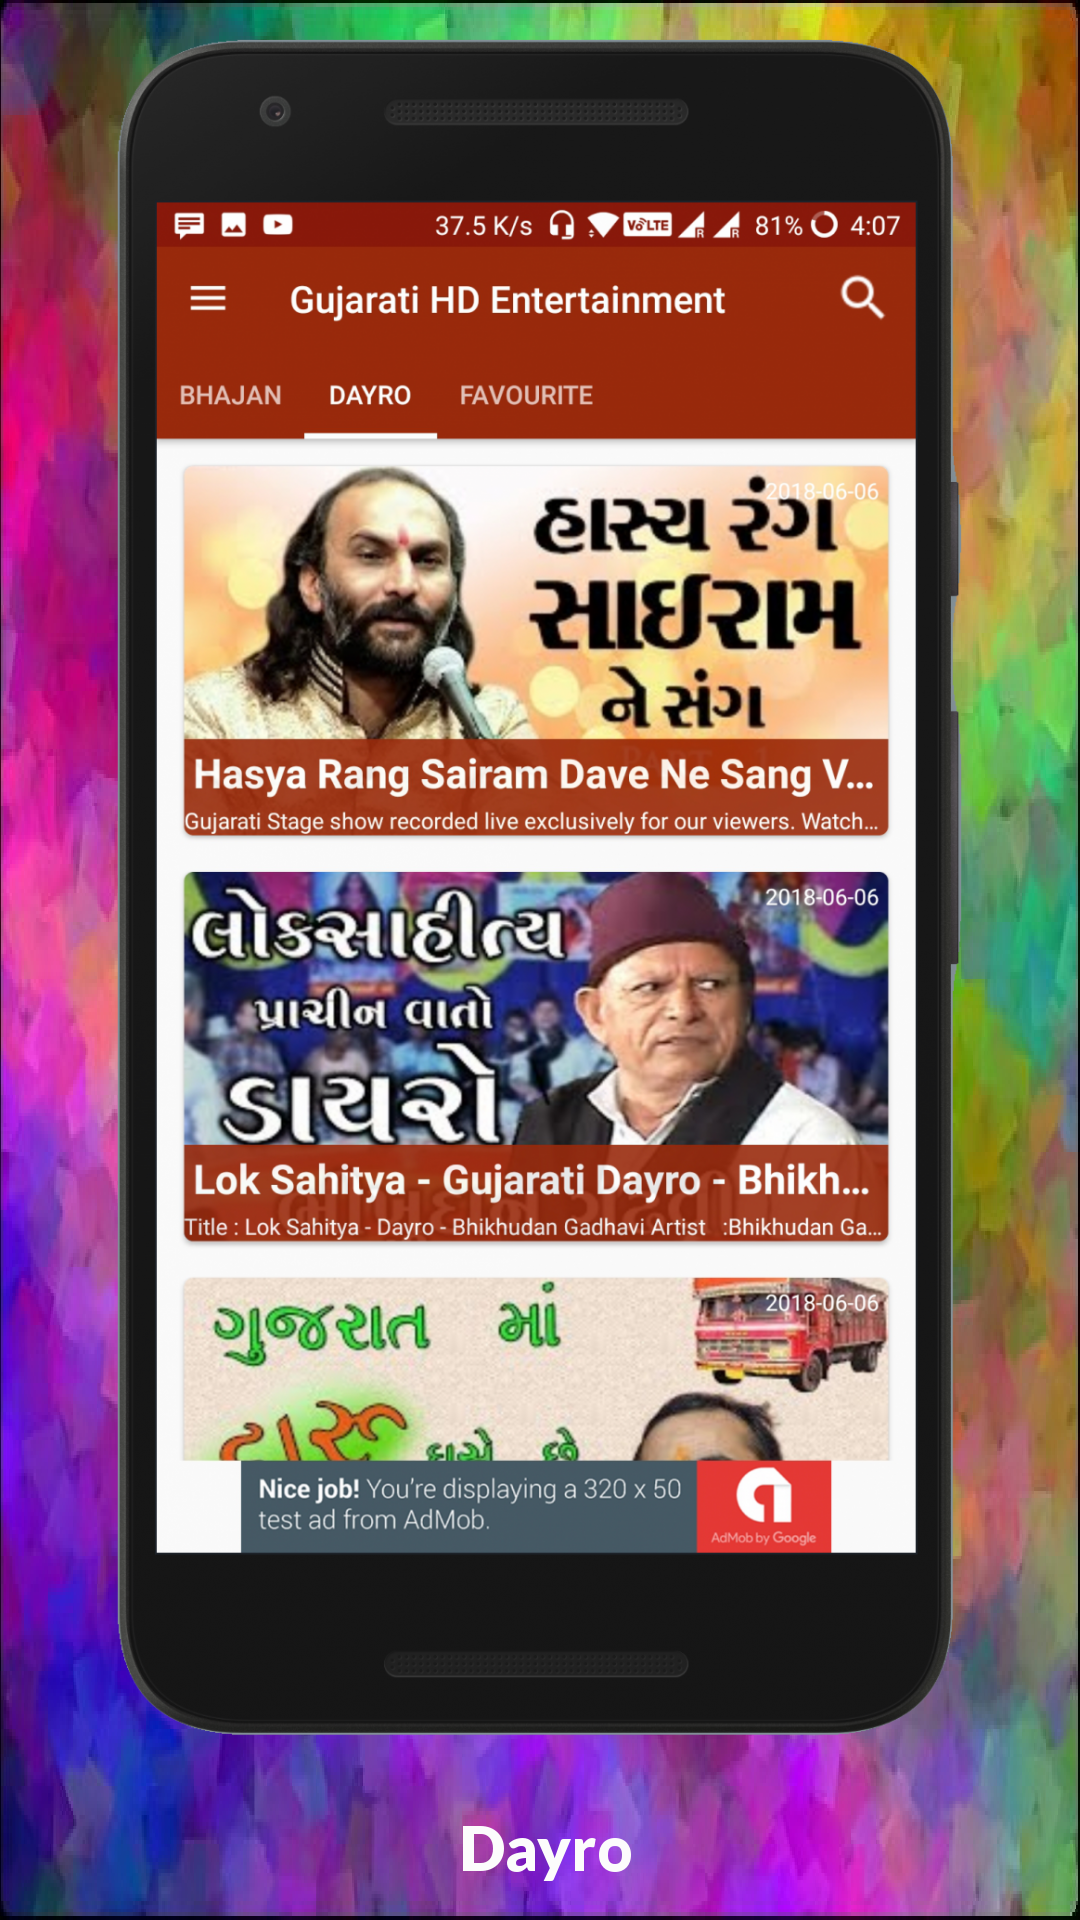 37.5 K/s VoLTE R R 81% 4:07
Gujarati HD Entertainment
BHAJAN DAYRO FAVOURITE
2018-06-06
હાસ્ય રંગ
સાઈરામ
ને સંગ
Hasya Rang Sairam Dave Ne Sang V...
Gujarati Stage show recorded live exclusively for our viewers. Watch...
2018-06-06
લોકસાહીત્ય
પ્રાચીન વાતો
ડાયરો
Lok Sahitya - Gujarati Dayro - Bhikh...
Title : Lok Sahitya - Dayro - Bhikhudan Gadhavi Artist :Bhikhudan Ga...
2018-06-06
ગુજરાત માં
દારૂ
છે
Nice job! You're displaying a 320 x 50
test ad from AdMob.
AdMob by Google
Dayro